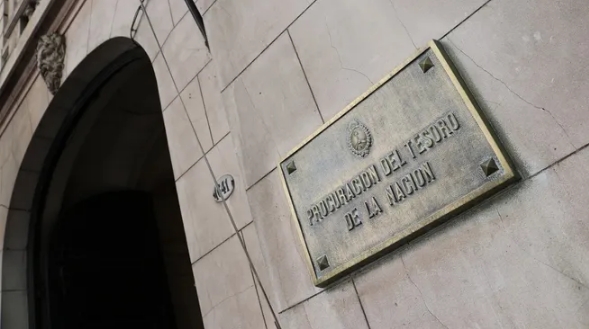 PROCURACION DEL TESORO
DE LA NACION